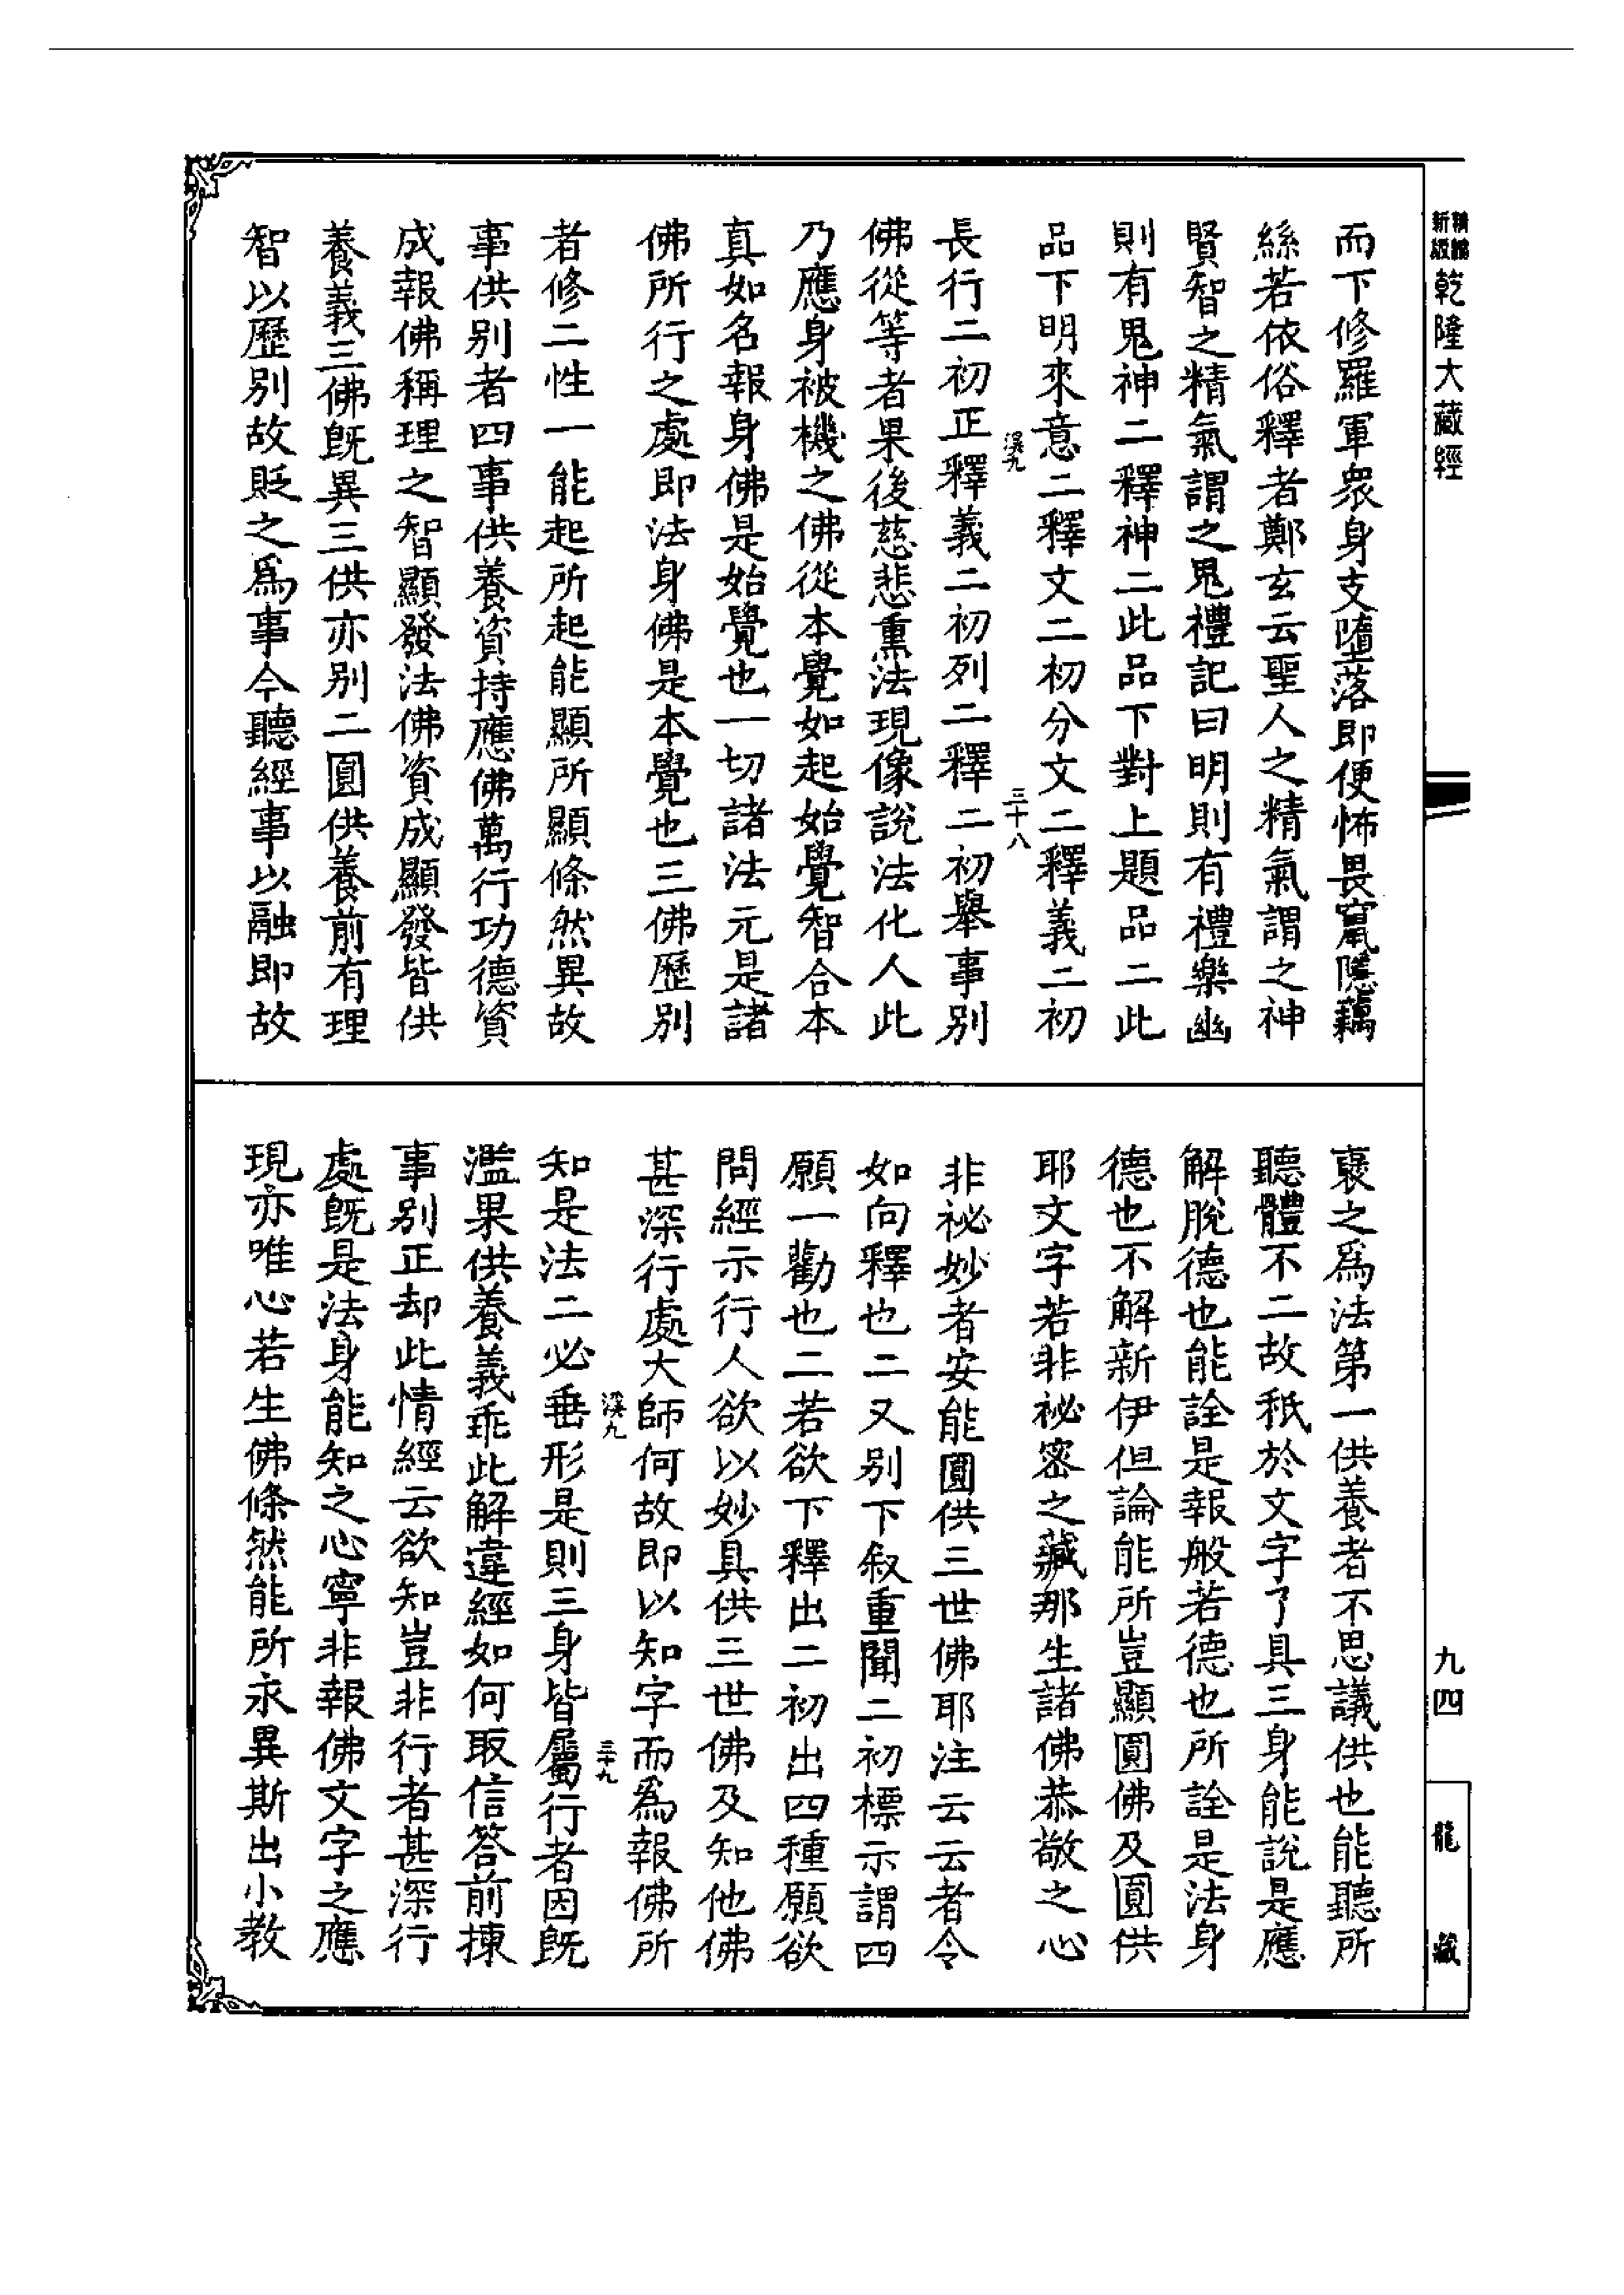 精縮新版
乾隆大藏經
九四
龍藏
而下修羅軍衆身支墮落即便怖畏竄隱藕
絲若依俗釋者鄭玄云聖人之精氣謂之神
賢智之精氣謂之鬼禮記曰明則有禮樂幽
則有鬼神二釋神二此品下對上題品二此
品下明來意二釋文二初分文二釋義二初
三十八
長行二初正釋義二初列二釋二初舉事別
佛從等者果後慈悲熏法現像說法化人此
乃應身被機之佛從本覺如起始覺智合本
真如名報身佛是始覺也一切諸法元是諸
佛所行之處即法身佛是本覺也三佛歷別
者修二性一能起所起能顯所顯條然異故
事供別者四事供養資持應佛萬行功德資
成報佛稱理之智顯發法佛資成顯發皆供
養義三佛旣異三供亦別二圓供養前有理
智以歷別故貶之爲事今聽經事以融即故
襃之爲法第一供養者不思議供也能聽所
聽體不二故秖於文字了具三身能說是應
解脫德也能詮是報般若德也所詮是法身
德也不解新伊但論能所豈顯圓佛及圓供
耶文字若非祕密之藏那生諸佛恭敬之心
非祕妙者安能圓供三世佛耶注云云者令
如向釋也二又別下叙重聞二初標示謂四
願一勸也二若欲下釋出二初出四種願欲
問經示行人欲以妙具供三世佛及知他佛
甚深行處大師何故即以知字而爲報佛所
三十九
知是法二必垂形是則三身皆屬行者因旣
濫果供養義乖此解違經如何取信答前揀
事別正却此情經云欲知豈非行者甚深行
處旣是法身能知之心寧非報佛文字之應
現亦唯心若生佛條然能所永異斯出小教